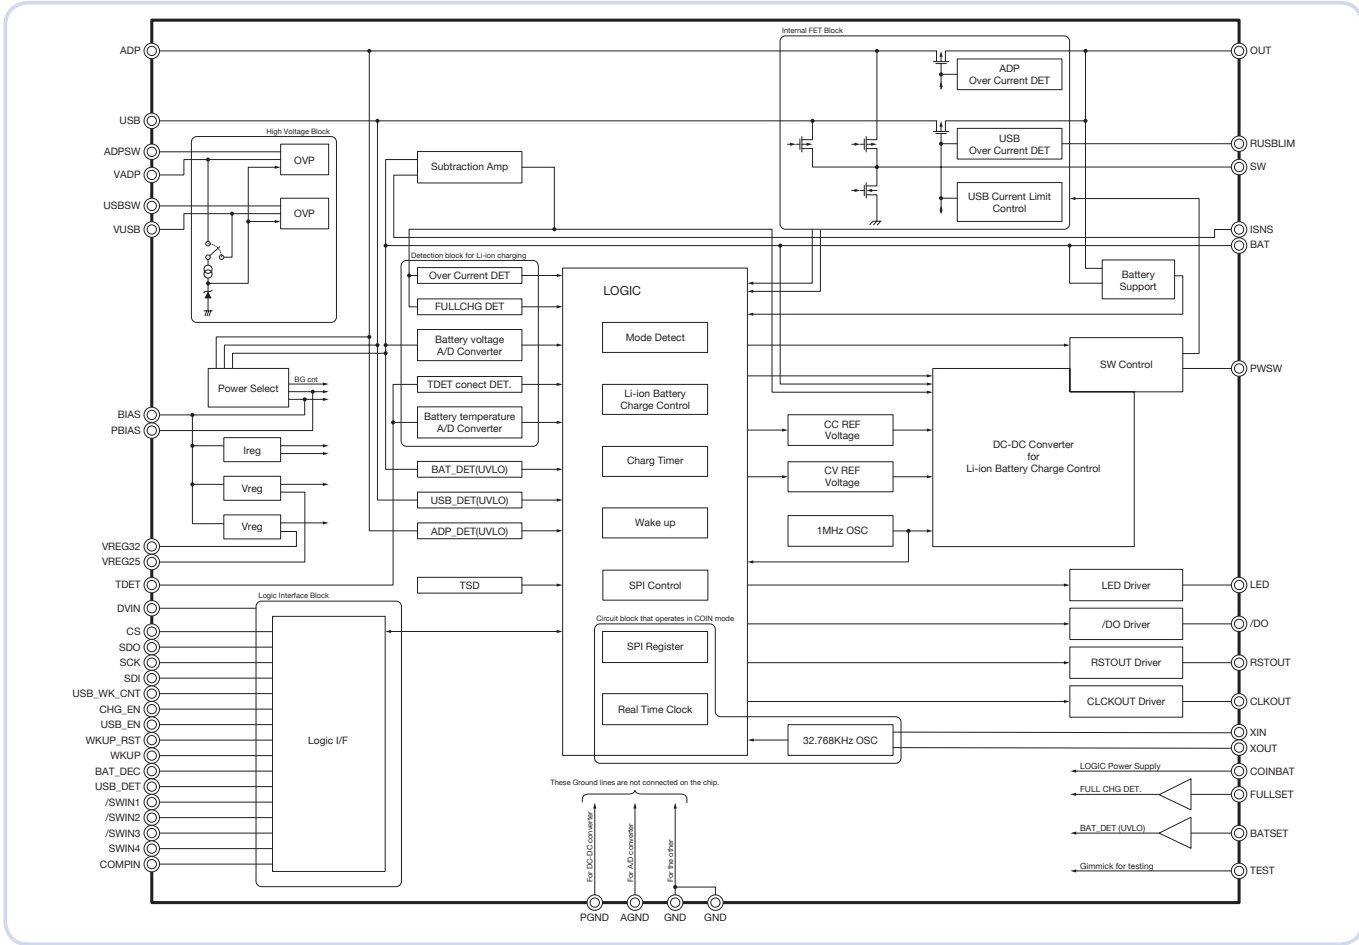 Internal FET Block
ADP
OUT
ADP
Over Current DET
USB
High Voltage Block
USB
Over Current DET
RUSBLIM
ADPSW
OVP
VADP
Subtraction Amp
SW
USBSW
OVP
USB Current Limit
Control
VUSB
ISNS
BAT
Detection block for Li-ion charging
Over Current DET
LOGIC
Battery
Support
FULLCHG DET
Mode Detect
Battery voltage
A/D Converter
SW Control
PWSW
Power Select
BG cnt
TDET conect DET.
Li-ion Battery
Charge Control
BIAS
PBIAS
Battery temperature
A/D Converter
CC REF
Voltage
DC-DC Converter
for
Li-ion Battery Charge Control
Ireg
Charg Timer
BAT_DET(UVLO)
CV REF
Voltage
Vreg
USB_DET(UVLO)
Vreg
ADP_DET(UVLO)
Wake up
1MHz OSC
VREG32
VREG25
TDET
TSD
SPI Control
LED Driver
LED
Logic Interface Block
DVIN
Circuit block that operates in COIN mode
/DO Driver
/DO
CS
SDO
SPI Register
SCK
RSTOUT Driver
RSTOUT
SDI
USB_WK_CNT
CHG_EN
Real Time Clock
CLCKOUT Driver
CLKOUT
USB_EN
WKUP_RST
Logic I/F
32.768KHz OSC
XIN
XOUT
WKUP
BAT_DEC
LOGIC Power Supply
COINBAT
USB_DET
These Ground lines are not connected on the chip.
FULL CHG DET.
FULLSET
/SWIN1
/SWIN2
/SWIN3
BAT_DET (UVLO)
BATSET
SWIN4
COMPIN
For DC-DC converter
For A/D converter
For the other
Gimmick for testing
TEST
PGND
AGND
GND
GND